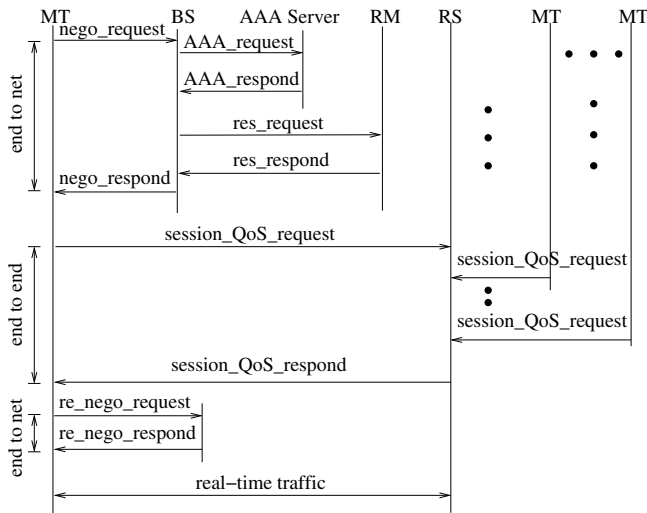 MT BS AAA Server RM RS MT MT
nego_request
AAA_request
AAA_respond
end to net
res_request
res_respond
nego_respond
session_QoS_request
session_QoS_request
end to end
session_QoS_request
session_QoS_respond
re_nego_request
end to net
re_nego_respond
real-time traffic